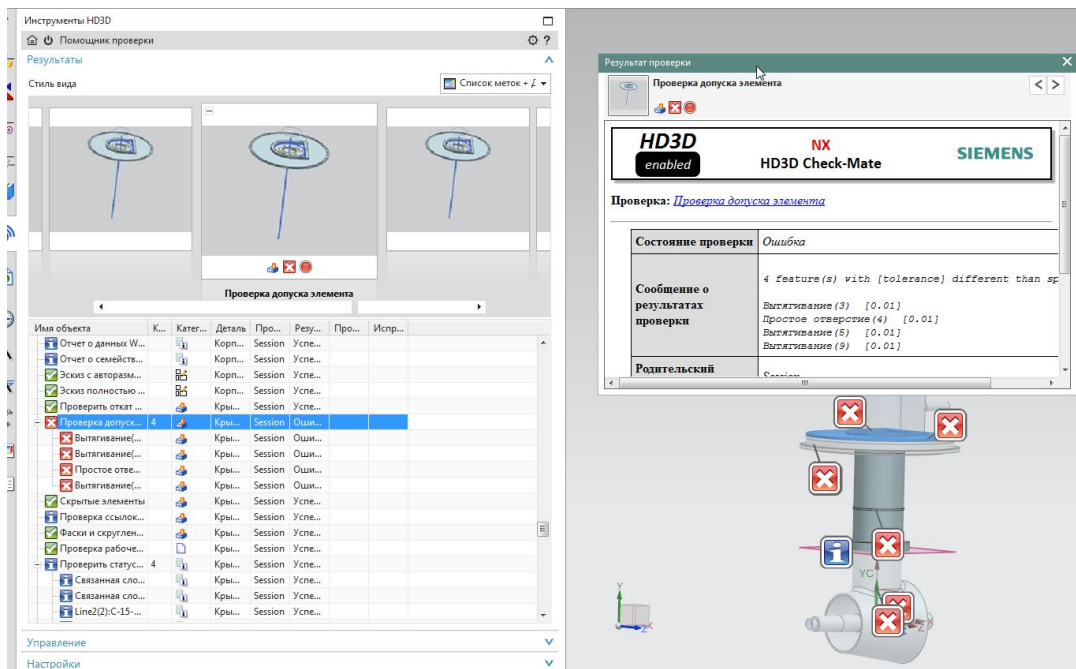 Инструменты HD3D
Помощник проверки
?
Результаты
Стиль вида
Список меток +
Проверка допуска элемента
Имя объекта К... Катег... Деталь Про... Резу... Про... Испр...
Отчет о данных W... Корп... Session Успе...
Отчет о семейств... Корп... Session Успе...
Эскиз с авторазм... Корп... Session Успе...
Эскиз полностью ... Корп... Session Успе...
Проверить откат ... Кры... Session Успе...
Проверка допуск... 4 Кры... Session Оши...
Вытягивание(... Кры... Session Оши...
Вытягивание(... Кры... Session Оши...
Простое отве... Кры... Session Оши...
Вытягивание(... Кры... Session Оши...
Скрытые элементы Кры... Session Успе...
Проверка ссылок... Кры... Session Успе...
Фаски и скруглен... Кры... Session Успе...
Проверка рабоче... Кры... Session Успе...
Проверить статус... 4 Кры... Session Успе...
Связанная сло... Кры... Session Успе...
Связанная сло... Кры... Session Успе...
Line2(2):C-15-... Кры... Session Успе...
Управление
Настройки
Результат проверки
Проверка допуска элемента
HD3D
enabled
NX
HD3D Check-Mate
SIEMENS
Проверка: Проверка допуска элемента
Состояние проверки Ошибка
Сообщение о результатах проверки
4 feature(s) with [tolerance] different than sp
Вытягивание(3) [0.01]
Простое отверстие(4) [0.01]
Вытягивание(5) [0.01]
Вытягивание(9) [0.01]
Родительский
YC
Y
Z